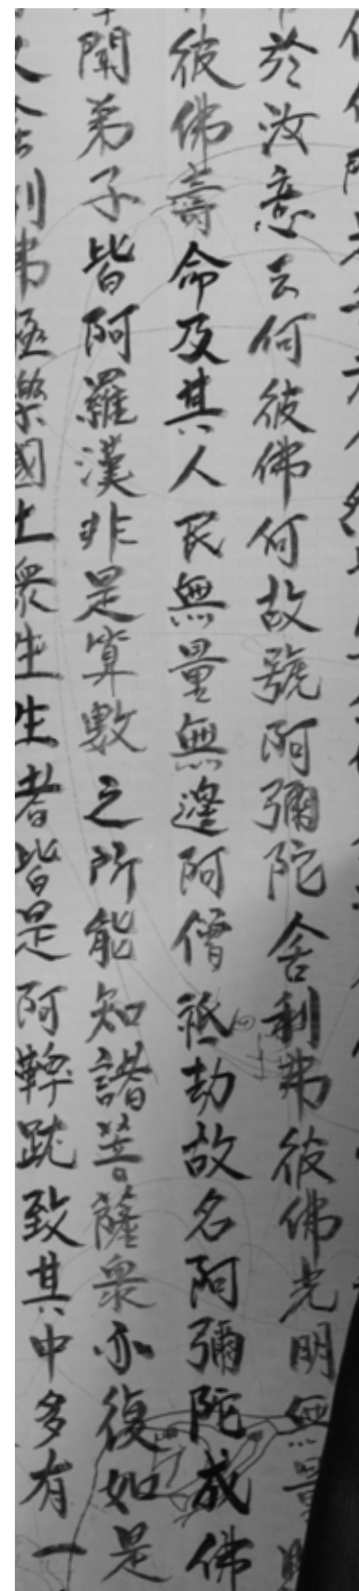 於汝意云何彼佛何故號阿彌陀舍利弗彼佛光明無量
彼佛壽命及其人民無量無邊阿僧祇劫故名阿彌陀成佛
聞弟子皆阿羅漢非是算數之所能知諸菩薩衆亦復如是
利弗極樂國土衆生生者皆是阿鞞跋致其中多有一